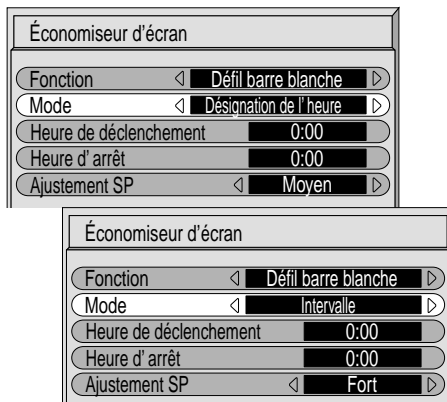 Économiseur d'écran
Fonction Défil barre blanche
Mode Désignation de l'heure
Heure de déclenchement 0:00
Heure d'arrêt 0:00
Ajustement SP Moyen
Économiseur d'écran
Fonction Défil barre blanche
Mode Intervalle
Heure de déclenchement 0:00
Heure d'arrêt 0:00
Ajustement SP Fort